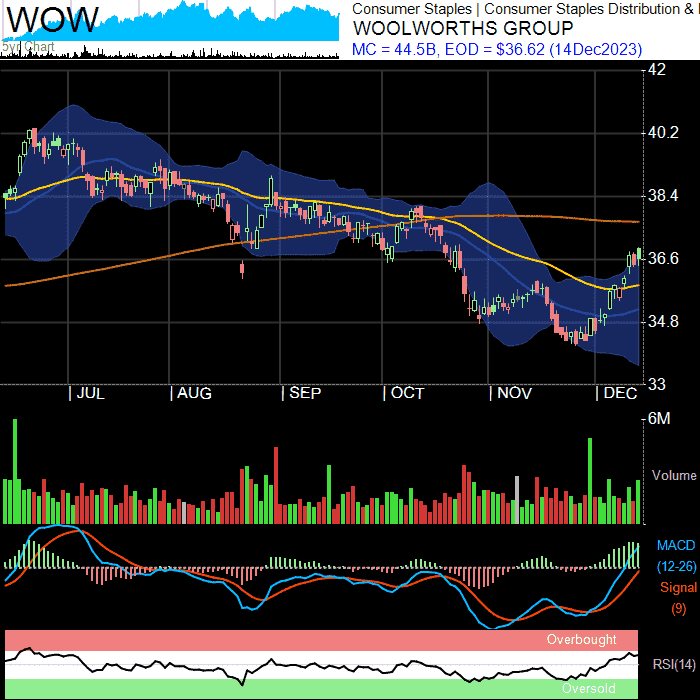 WOW
5yr Chart
Consumer Staples | Consumer Staples Distribution &
WOOLWORTHS GROUP
MC = 44.5B, EOD = $36.62 (14Dec2023)
42
40.2
38.4
36.6
34.8
33
JUL AUG SEP OCT NOV DEC
6M
Volume
MACD
(12-26)
Signal
(9)
Overbought
RSI(14)
Oversold